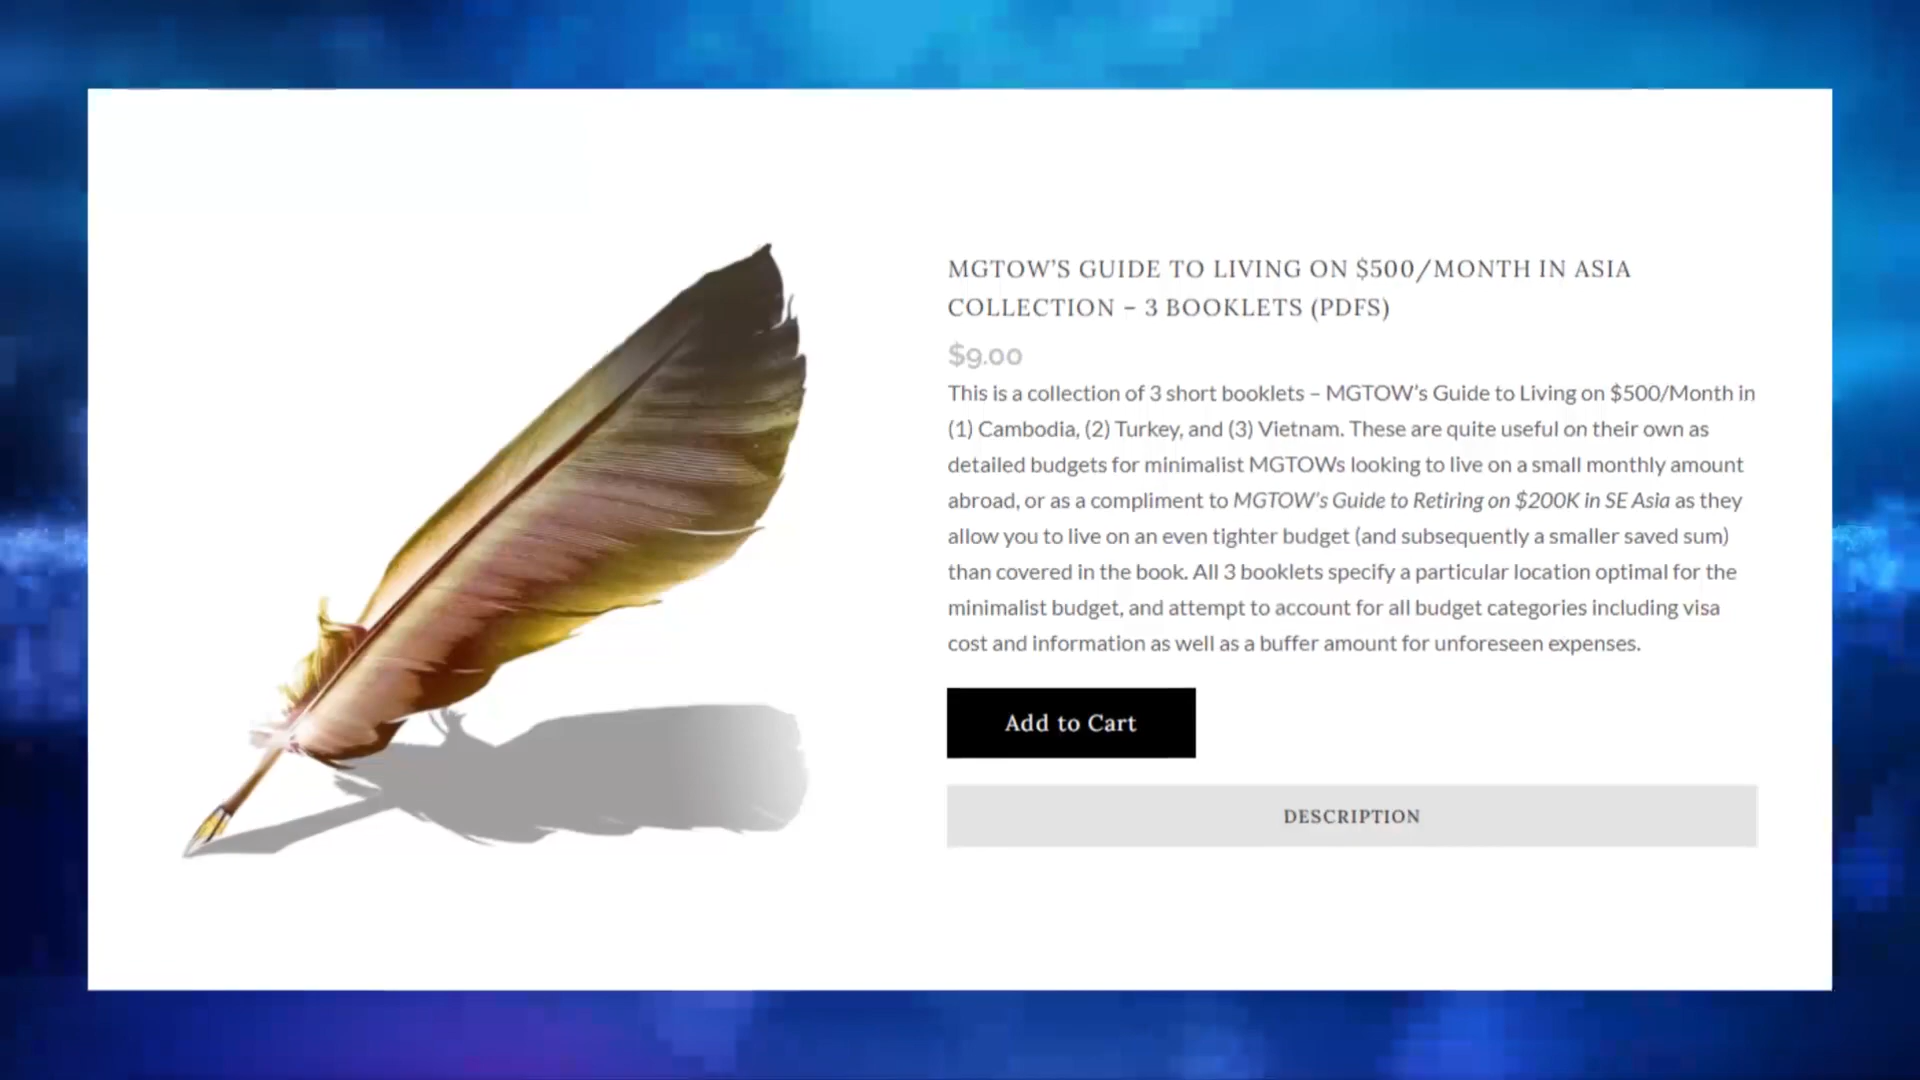 MGTOW’S GUIDE TO LIVING ON $500/MONTH IN ASIA
COLLECTION – 3 BOOKLETS (PDFS)
$9.00
This is a collection of 3 short booklets – MGTOW’s Guide to Living on $500/Month in
(1) Cambodia, (2) Turkey, and (3) Vietnam. These are quite useful on their own as
detailed budgets for minimalist MGTOWs looking to live on a small monthly amount
abroad, or as a compliment to MGTOW’s Guide to Retiring on $200K in SE Asia as they
allow you to live on an even tighter budget (and subsequently a smaller saved sum)
than covered in the book. All 3 booklets specify a particular location optimal for the
minimalist budget, and attempt to account for all budget categories including visa
cost and information as well as a buffer amount for unforeseen expenses.
Add to Cart
DESCRIPTION